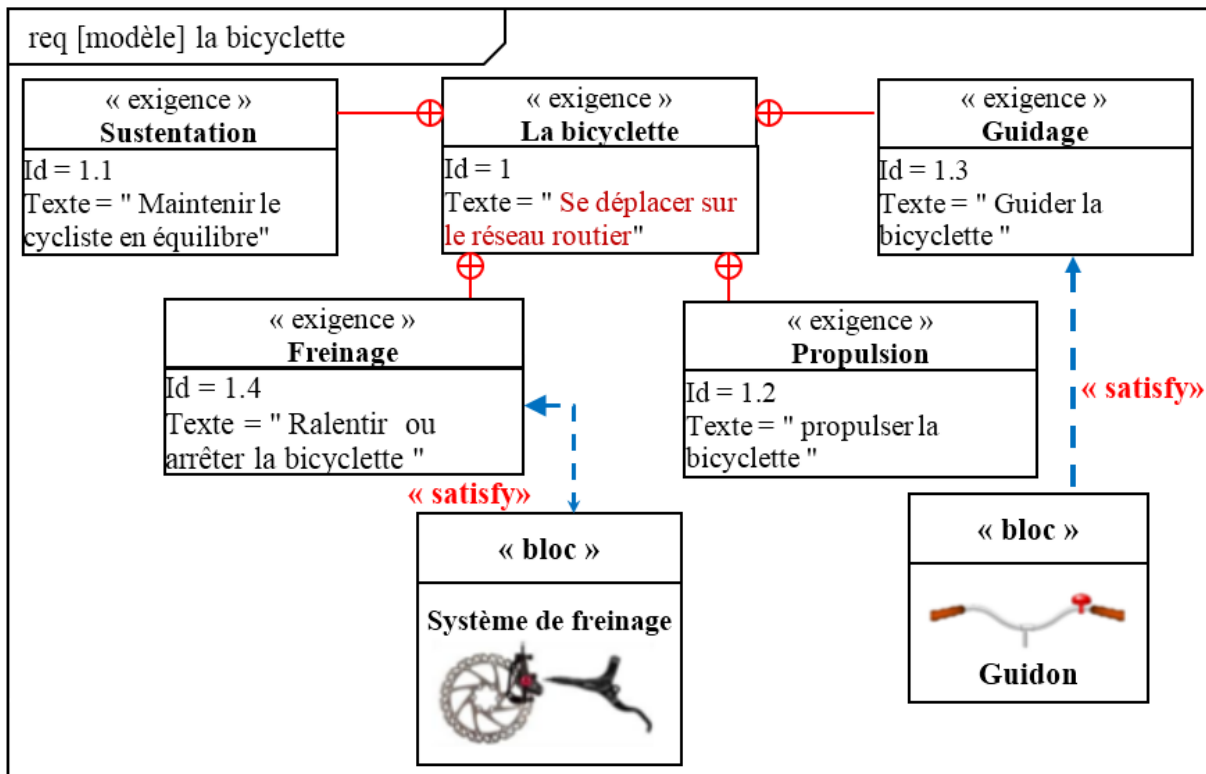 req [modèle] la bicyclette
« exigence »
Sustentation
Id = 1.1
Texte = " Maintenir le
cycliste en équilibre"
« exigence »
La bicyclette
Id = 1
Texte = " Se déplacer sur
le réseau routier"
« exigence »
Guidage
Id = 1.3
Texte = " Guider la
bicyclette "
« exigence »
Freinage
Id = 1.4
Texte = " Ralentir ou
arrêter la bicyclette "
« exigence »
Propulsion
Id = 1.2
Texte = " propulser la
bicyclette "
« satisfy»
« satisfy»
« bloc »
Système de freinage
« bloc »
Guidon